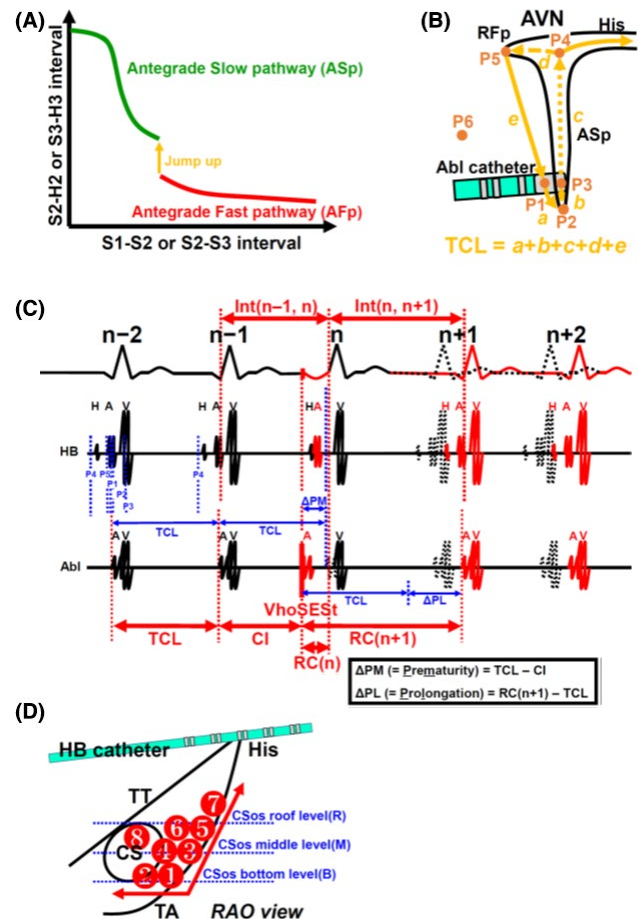 (A)
S2-H2 or S3-H3 interval
Antegrade Slow pathway (ASp)
Jump up
Antegrade Fast pathway (AFp)
S1-S2 or S2-S3 interval
(B)
AVN
His
RFp
P4
P5
d
e
c
P6
ASp
Abl catheter
P3
P1
b
a
P2
TCL = a+b+c+d+e
(C)
Int(n–1, n)
Int(n, n+1)
n−2
n−1
n
n+1
n+2
H A V
H A V
HA V
H A V
H A V
HB
P4
P5
P1
P2
P3
P4
ΔPM
TCL
TCL
A V
A V
A
V
A V
A V
Abl
TCL
ΔPL
VhoSESt
TCL
CI
RC(n+1)
RC(n)
ΔPM (= Prematurity) = TCL – CI
ΔPL (= Prolongation) = RC(n+1) – TCL
(D)
HB catheter
His
TT
7
CSos roof level(R)
8
6
5
CS
4
3
CSos middle level(M)
2
1
CSos bottom level(B)
TA
RAO view